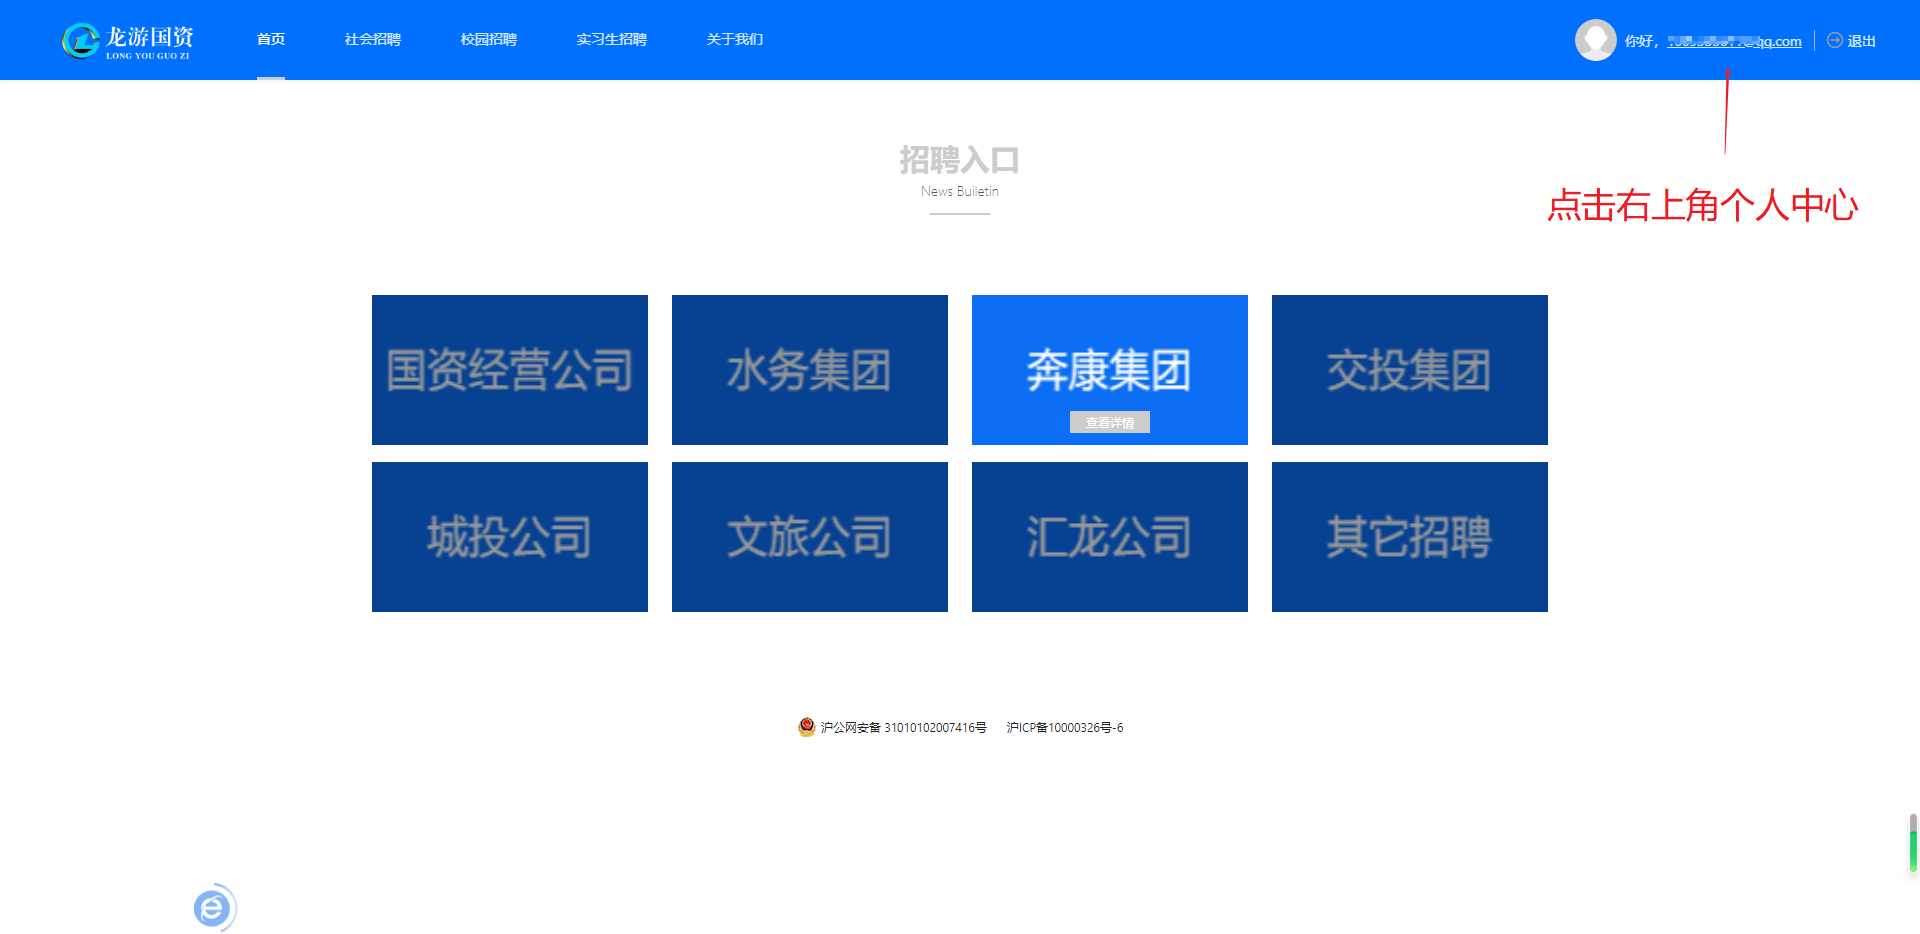 龙游国资
LONG YOU GUO ZI
首页
社会招聘
校园招聘
实习生招聘
关于我们
你好，
@qq.com
退出
点击右上角个人中心
招聘入口
News Builetin
国资经营公司
水务集团
奔康集团
查看详情
交投集团
城投公司
文旅公司
汇龙公司
其它招聘
沪公网安备 31010102007416号
沪ICP备10000326号-6